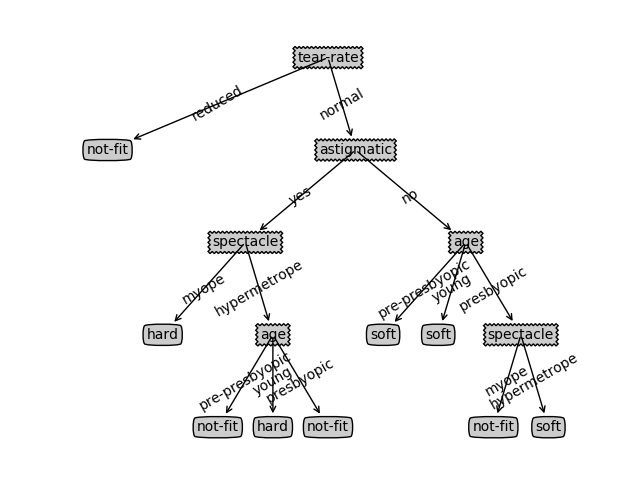 tear-rate
reduced
normal
not-fit
astigmatic
yes
no
spectacle
age
myope
hypermetrope
pre-presbyopic
young
presbyopic
hard
age
soft
soft
spectacle
pre-presbyopic
young
presbyopic
myope
hypermetrope
not-fit
hard
not-fit
not-fit
soft